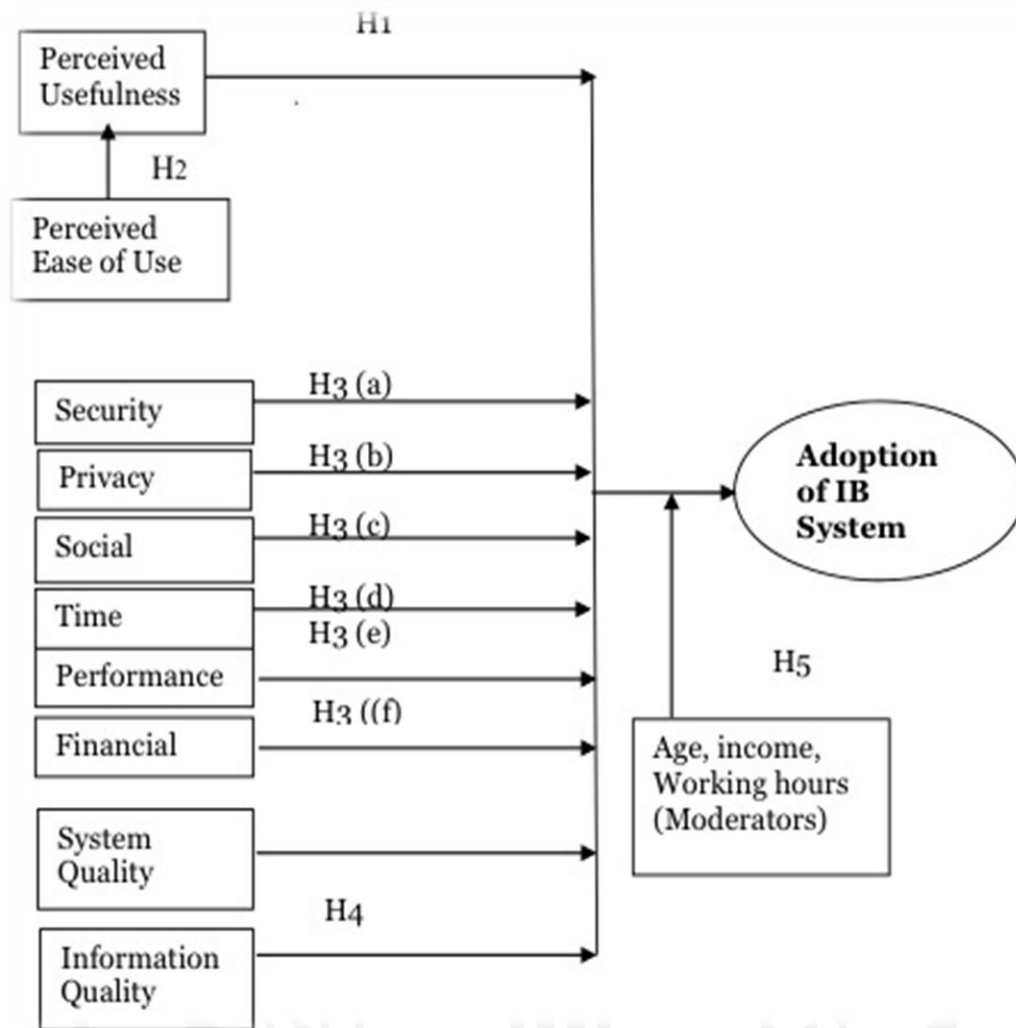 H1
Perceived
Usefulness
H2
Perceived
Ease of Use
Security
H3 (a)
Privacy
H3 (b)
Social
H3 (c)
Time
H3 (d)
H3 (e)
Performance
H3 ((f)
Financial
System
Quality
H4
Information
Quality
Adoption
of IB
System
H5
Age, income,
Working hours
(Moderators)